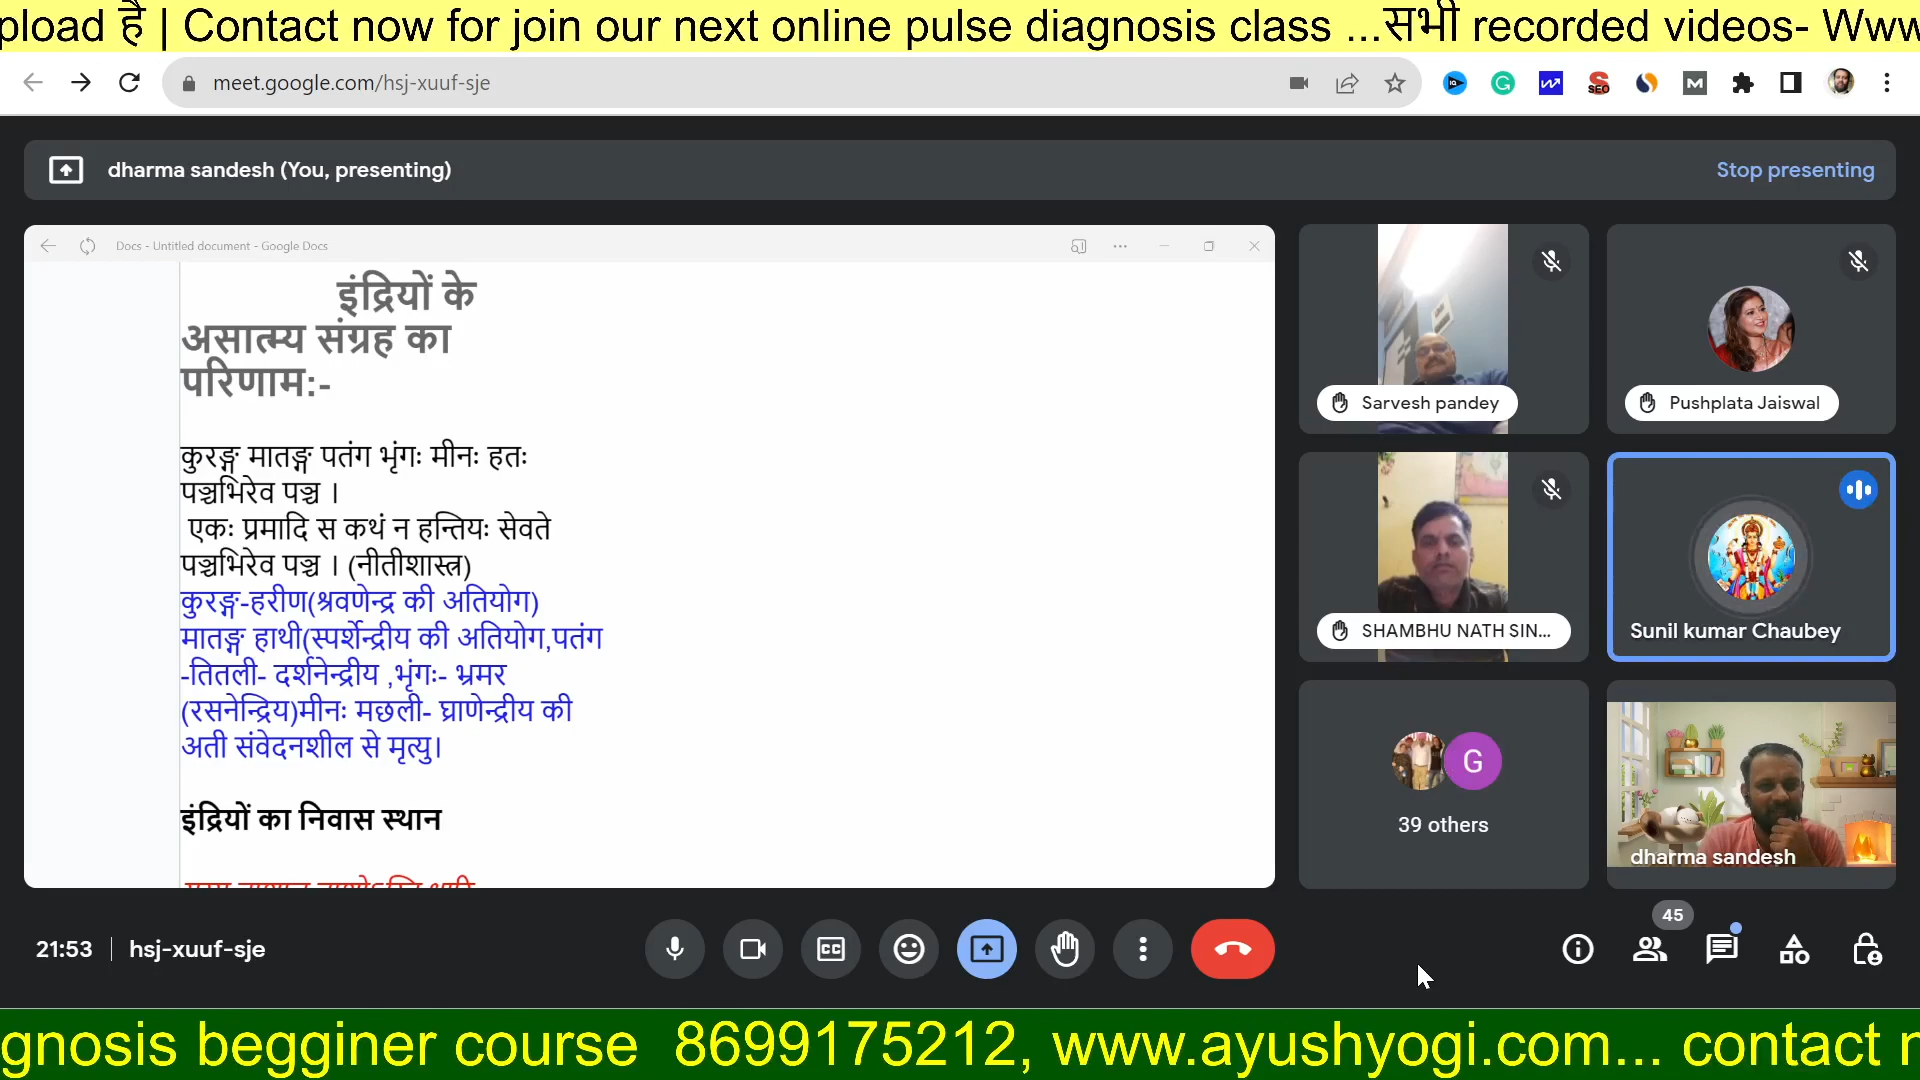 pload है | Contact now for join our next online pulse diagnosis class ...सभी recorded videos- Www
meet.google.com/hsj-xuuf-sje
dharma sandesh (You, presenting)
Stop presenting
Docs - Untitled document - Google Docs
इंद्रियों के
असात्म्य संग्रह का
परिणाम:-
कुरङ्ग मातङ्ग पतंग भृंगः मीनः हतः
पञ्चभिरेव पञ्च ।
एकः प्रमादि स कथं न हन्तियः सेवते
पञ्चभिरेव पञ्च । (नीतीशास्त्र)
कुरङ्ग-हरीण(श्रवणेन्द्र की अतियोग)
मातङ्ग हाथी(स्पर्शेन्द्रीय की अतियोग,पतंग
-तितली- दर्शनेन्द्रीय ,भृंगः- भ्रमर
(रसनेन्द्रिय)मीनः मछली- घ्राणेन्द्रीय की
अती संवेदनशील से मृत्यु।
इंद्रियों का निवास स्थान
Sarvesh pandey
Pushplata Jaiswal
SHAMBHU NATH SIN...
Sunil kumar Chaubey
G
39 others
dharma sandesh
21:53
hsj-xuuf-sje
45
gnosis begginer course 8699175212, www.ayushyogi.com... contact